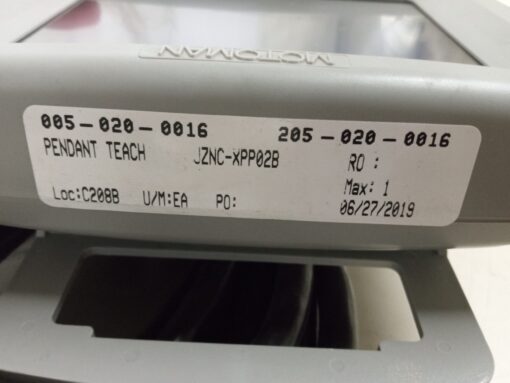 MOTOMAN
005-020-0016 205-020-0016
PENDANT TEACH JZNC-XPP02B RO :
Max: 1
Loc:C208B U/M:EA PO: 06/27/2019